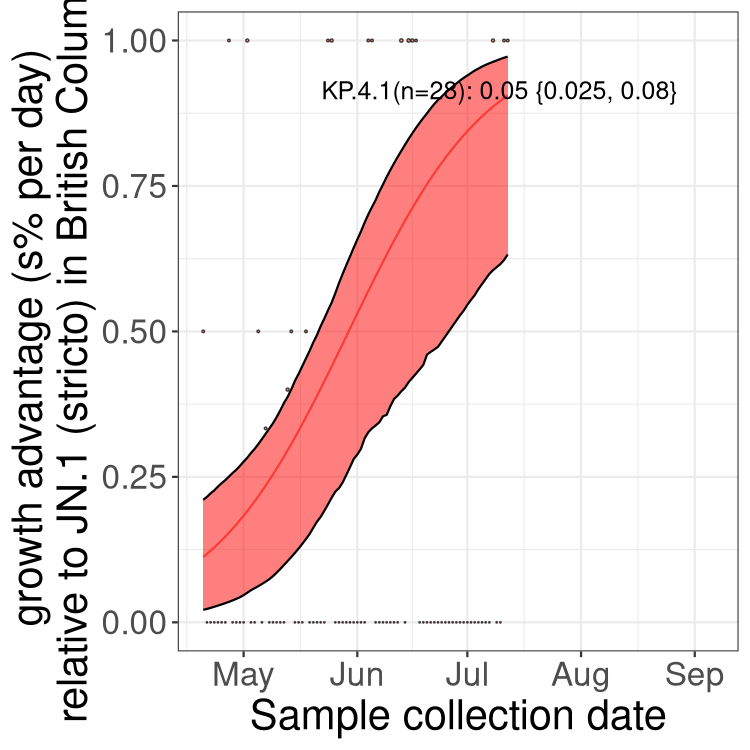 growth advantage (s% per day)
relative to JN.1 (stricto) in British Colum
1.00
0.75
0.50
0.25
0.00
KP.4.1(n=28): 0.05 {0.025, 0.08}
May Jun Jul Aug Sep
Sample collection date